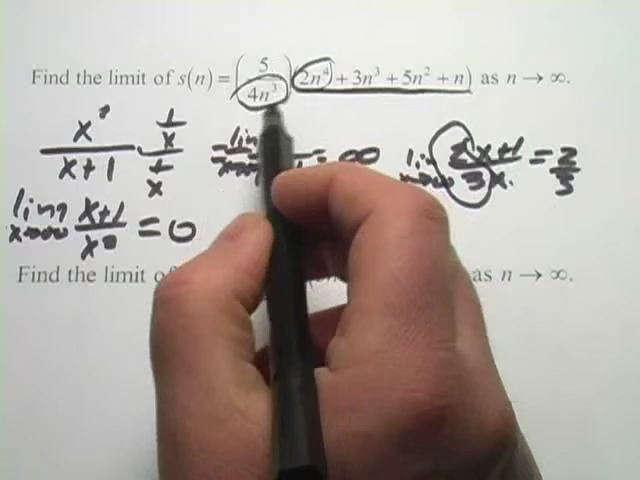 Find the limit of s(n) = (5/4n³)(2n⁴ + 3n³ + 5n² + n) as n → ∞.
x² / x+1 · 1/x / 1/x
lim x→∞ = ∞
lim x→∞ 2x+1 / 3x = 2/3
lim x→∞ x+1 / x² = 0
Find the limit of as n → ∞.